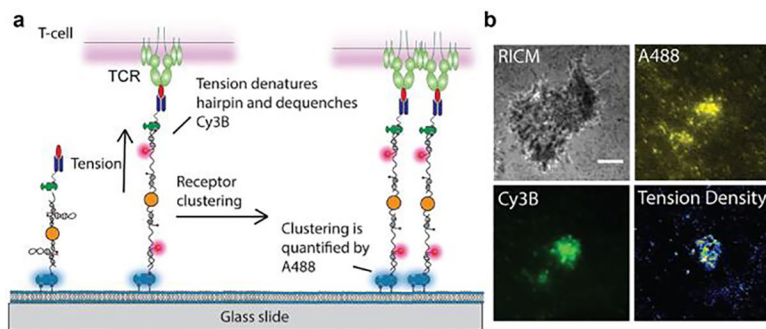 a
T-cell
TCR
Tension denatures
hairpin and dequenches
Cy3B
Tension
Receptor
clustering
Clustering is
quantified by
A488
Glass slide
b
RICM
A488
Cy3B
Tension Density